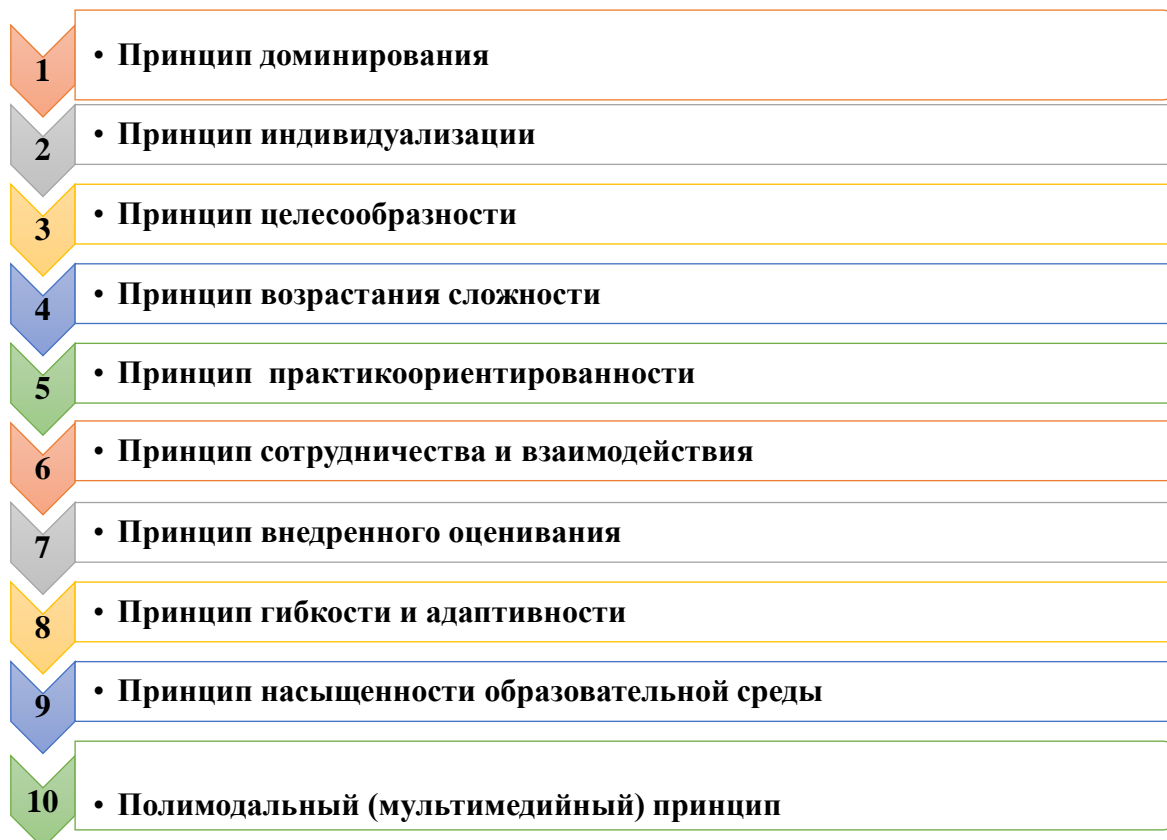 1 • Принцип доминирования
2 • Принцип индивидуализации
3 • Принцип целесообразности
4 • Принцип возрастания сложности
5 • Принцип практикоориентированности
6 • Принцип сотрудничества и взаимодействия
7 • Принцип внедренного оценивания
8 • Принцип гибкости и адаптивности
9 • Принцип насыщенности образовательной среды
10 • Полимодальный (мультимедийный) принцип